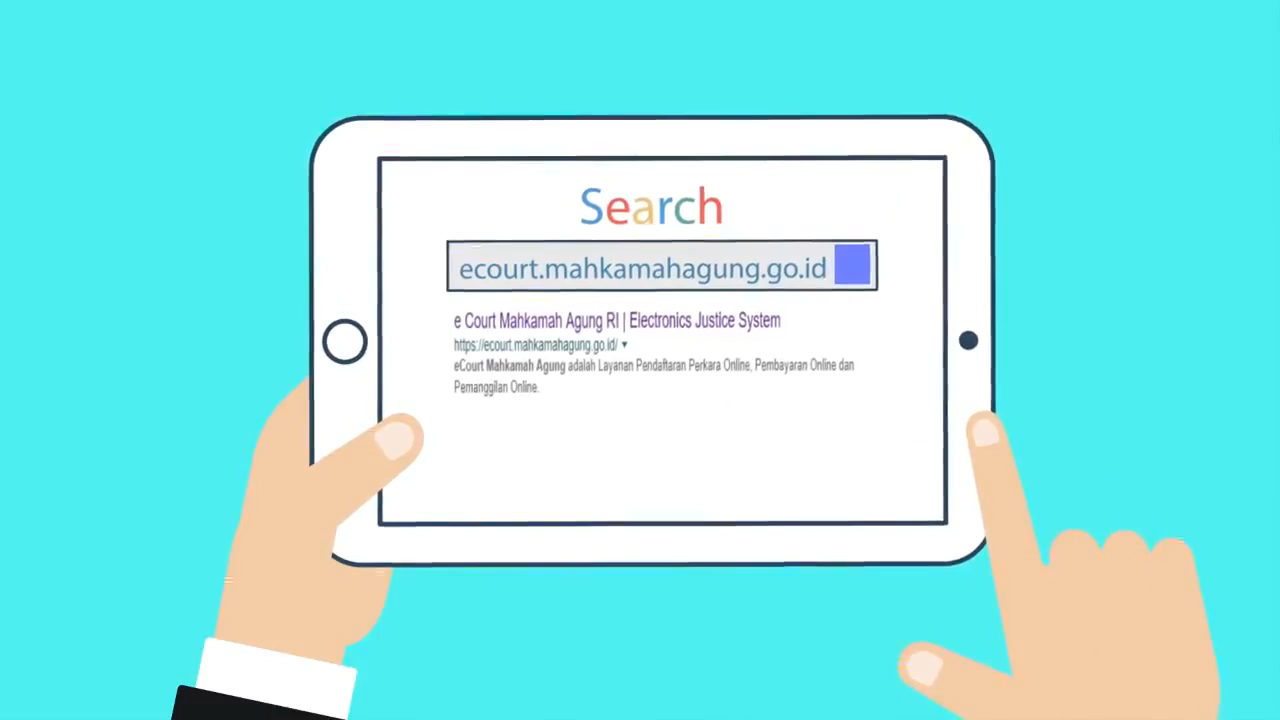 Search
ecourt.mahkamahagung.go.id
e Court Mahkamah Agung RI | Electronics Justice System
https://ecourt.mahkamahagung.go.id/
eCourt Mahkamah Agung adalah Layanan Pendaftaran Perkara Online, Pembayaran Online dan
Pemanggilan Online.